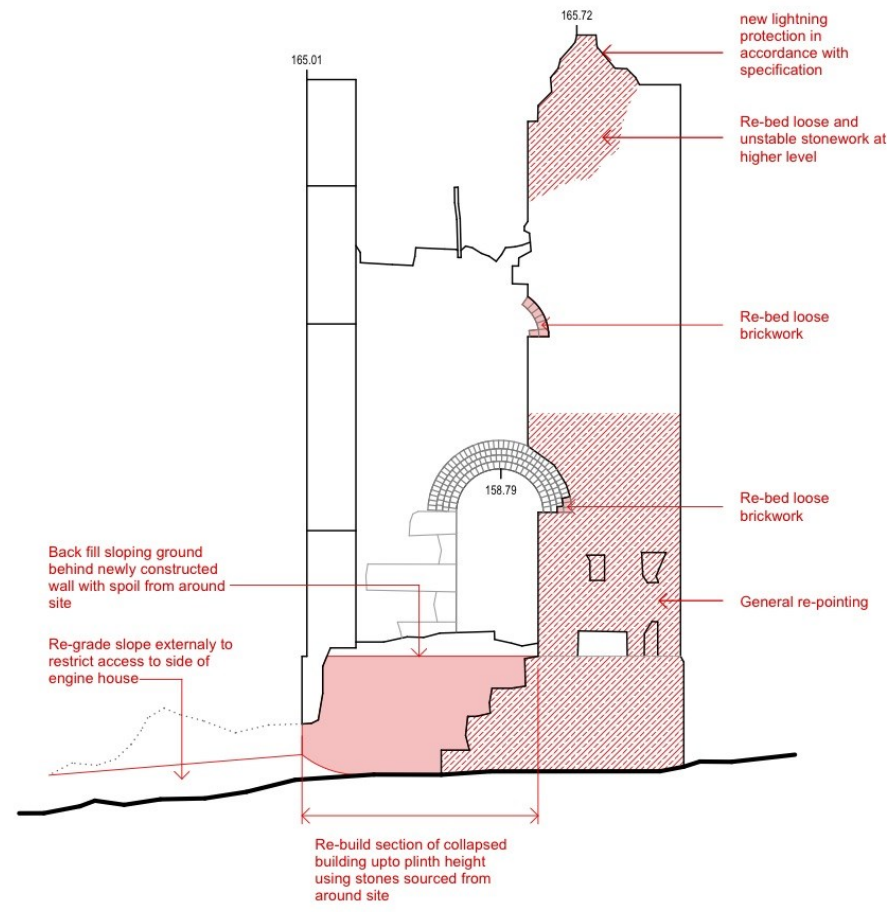 165.72
new lightning
protection in
accordance with
specification
165.01
Re-bed loose and
unstable stonework at
higher level
Re-bed loose
brickwork
158.79
Re-bed loose
brickwork
Back fill sloping ground
behind newly constructed
wall with spoil from around
site
General re-pointing
Re-grade slope externaly to
restrict access to side of
engine house
Re-build section of collapsed
building upto plinth height
using stones sourced from
around site